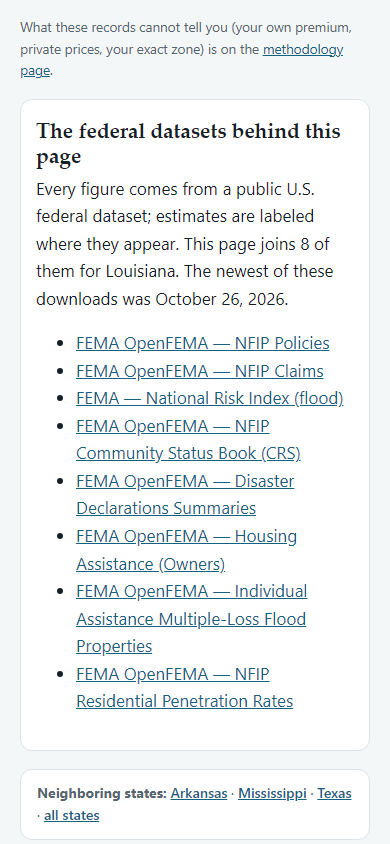 What these records cannot tell you (your own premium,
private prices, your exact zone) is on the methodology
page.
The federal datasets behind this
page
Every figure comes from a public U.S.
federal dataset; estimates are labeled
where they appear. This page joins 8 of
them for Louisiana. The newest of these
downloads was October 26, 2026.
• FEMA OpenFEMA — NFIP Policies
• FEMA OpenFEMA — NFIP Claims
• FEMA — National Risk Index (flood)
• FEMA OpenFEMA — NFIP
Community Status Book (CRS)
• FEMA OpenFEMA — Disaster
Declarations Summaries
• FEMA OpenFEMA — Housing
Assistance (Owners)
• FEMA OpenFEMA — Individual
Assistance Multiple-Loss Flood
Properties
• FEMA OpenFEMA — NFIP
Residential Penetration Rates
Neighboring states: Arkansas · Mississippi · Texas
· all states